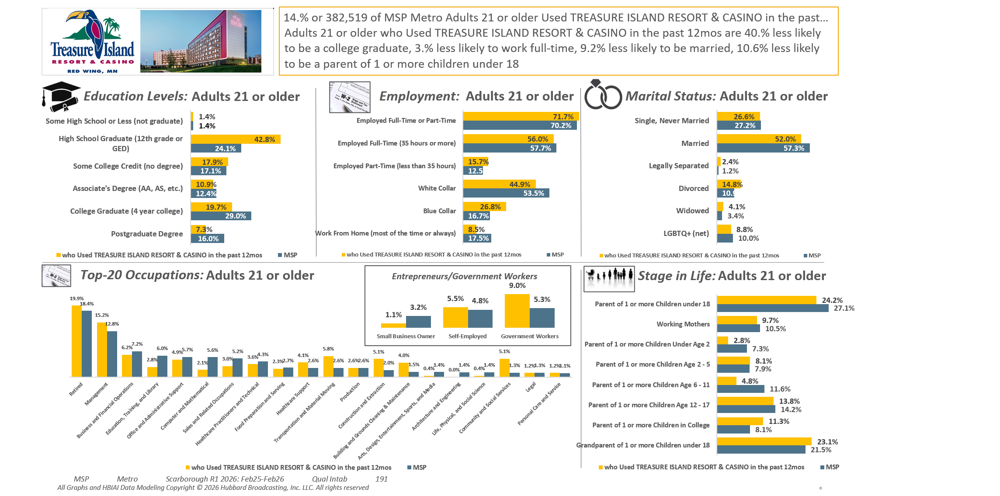 Treasure Island
RESORT & CASINO
RED WING, MN
14.% or 382,519 of MSP Metro Adults 21 or older Used TREASURE ISLAND RESORT & CASINO in the past...
Adults 21 or older who Used TREASURE ISLAND RESORT & CASINO in the past 12mos are 40.% less likely
to be a college graduate, 3.% less likely to work full-time, 9.2% less likely to be married, 10.6% less likely
to be a parent of 1 or more children under 18
Education Levels: Adults 21 or older
Some High School or Less (not graduate)
1.4%
1.4%
High School Graduate (12th grade or
GED)
42.8%
24.1%
Some College Credit (no degree)
17.9%
17.1%
Associate's Degree (AA, AS, etc.)
10.9%
12.4%
College Graduate (4 year college)
19.7%
29.0%
Postgraduate Degree
7.3%
16.0%
who Used TREASURE ISLAND RESORT & CASINO in the past 12mos
MSP
W-2 Wage and Tax
Statement
Employment: Adults 21 or older
Employed Full-Time or Part-Time
71.7%
70.2%
Employed Full-Time (35 hours or more)
56.0%
57.7%
Employed Part-Time (less than 35 hours)
15.7%
12.5
White Collar
44.9%
53.5%
Blue Collar
26.8%
16.7%
Work From Home (most of the time or always)
8.5%
17.5%
who Used TREASURE ISLAND RESORT & CASINO in the past 12mos
MSP
Marital Status: Adults 21 or older
Single, Never Married
26.6%
27.2%
Married
52.0%
57.3%
Legally Separated
2.4%
1.2%
Divorced
14.8%
10.9
Widowed
4.1%
3.4%
LGBTQ+ (net)
8.8%
10.0%
who Used TREASURE ISLAND RESORT & CASINO in the past 12mos
MSP
W-2
Top-20 Occupations: Adults 21 or older
19.9%
18.4%
15.2%
12.8%
6.2%
7.2%
2.8%
6.0%
4.9%
5.7%
2.1%
5.6%
3.0%
5.2%
3.6%
4.3%
2.3%
2.7%
4.1%
2.6%
5.8%
2.6%
2.6%
2.6%
5.1%
2.0%
4.0%
1.5%
0.4%
1.4%
0.0%
1.4%
0.4%
1.4%
5.1%
1.3%
1.2%
1.3%
1.2%
1.1%
Retired
Management
Business and Financial Operations
Education, Training, and Library
Office and Administrative Support
Computer and Mathematical
Sales and Related Occupations
Healthcare Practitioners and Technical
Food Preparation and Serving
Healthcare Support
Transportation and Material Moving
Production
Construction and Extraction
Building and Grounds Cleaning & Maintenance
Arts, Design, Entertainment, Sports, and Media
Architecture and Engineering
Life, Physical, and Social Science
Community and Social Services
Legal
Personal Care and Service
who Used TREASURE ISLAND RESORT & CASINO in the past 12mos
MSP
Entrepreneurs/Government Workers
1.1%
3.2%
5.5%
4.8%
9.0%
5.3%
Small Business Owner
Self-Employed
Government Workers
Stage in Life: Adults 21 or older
Parent of 1 or more Children under 18
24.2%
27.1%
Working Mothers
9.7%
10.5%
Parent of 1 or more Children Under Age 2
2.8%
7.3%
Parent of 1 or more Children Age 2 - 5
8.1%
7.9%
Parent of 1 or more Children Age 6 - 11
4.8%
11.6%
Parent of 1 or more Children Age 12 - 17
13.8%
14.2%
Parent of 1 or more Children in College
11.3%
8.1%
Grandparent of 1 or more Children under 18
23.1%
21.5%
who Used TREASURE ISLAND RESORT & CASINO in the past 12mos
MSP
MSP Metro Scarborough R1 2026: Feb25-Feb26 Qual Intab 191
All Graphs and HBIAI Data Modeling Copyright © 2026 Hubbard Broadcasting, Inc. LLC. All rights reserved
©